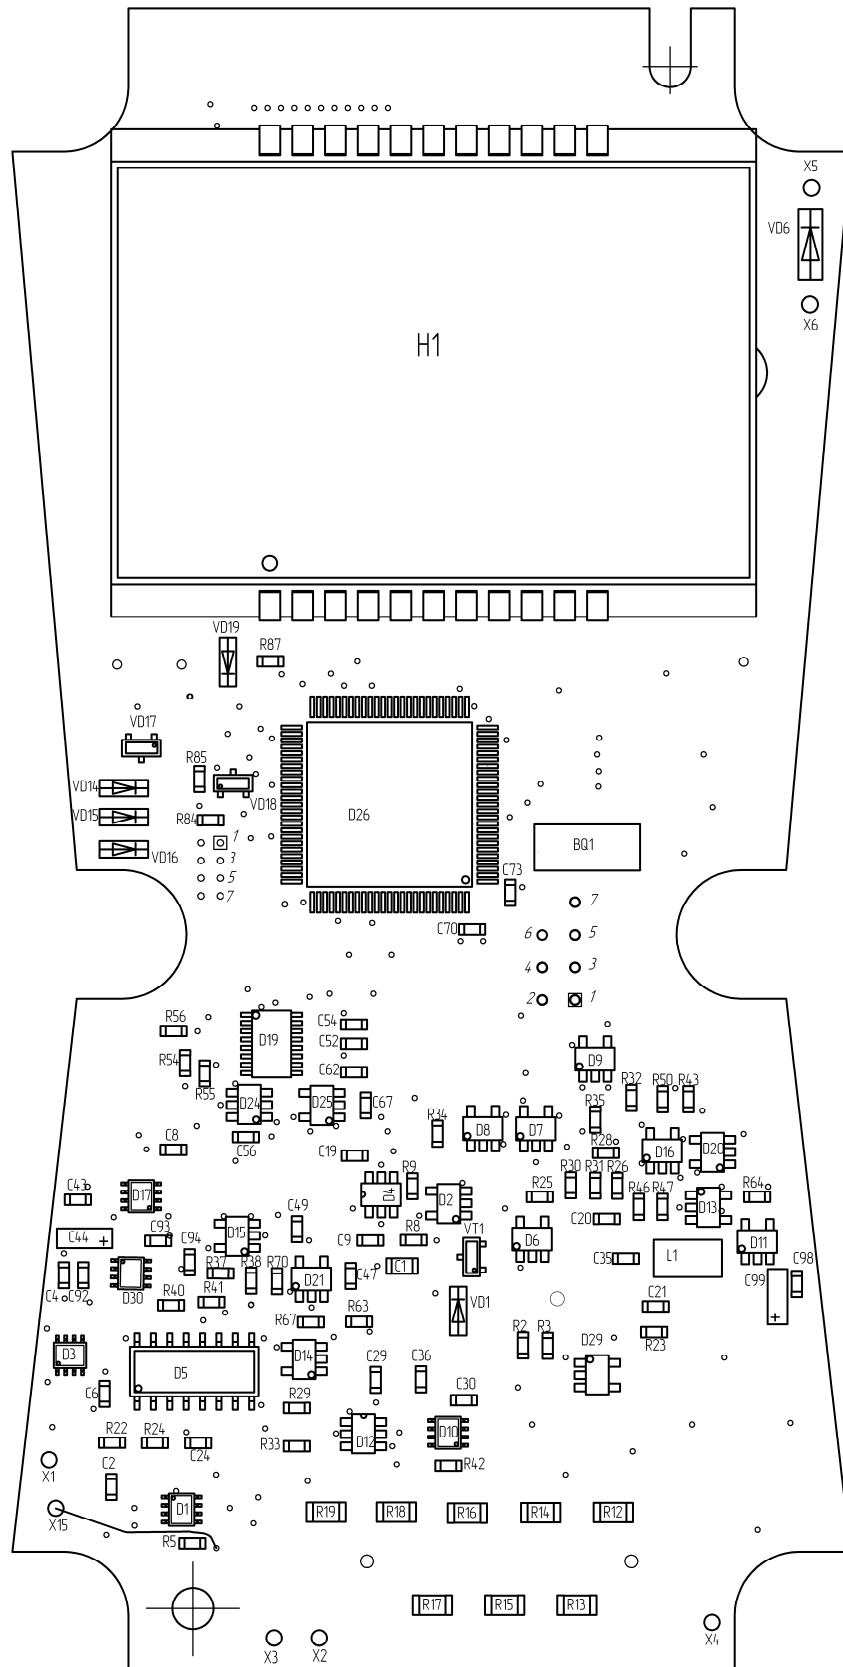 X5
VD6
X6
H1
VD19
R87
VD17
R85
VD14
VD18
VD15
R84
D26
1
VD16
3
BQ1
5
C73
7
7
C70
6
5
4
3
2
1
R56
C54
D19
C52
R54
D9
C62
R55
R32
R50
R43
D24
D25
C67
R35
R34
D8
D7
C56
R28
C8
C19
D16
D20
R9
R30
R31
R26
C43
D17
D4
D2
R25
R46
R47
D13
R64
C49
C20
C44
+
C93
D15
C9
R8
VT1
D6
D11
C94
C35
L1
C98
R37
R38
R70
D21
C47
C1
C99
C4
C92
D30
R40
R41
VD1
C21
+
R67
R63
R2
R3
R23
D3
D14
D29
D5
C29
C36
C6
R29
C30
R22
R24
C24
R33
D12
D10
X1
R42
C2
D1
R19
R18
R16
R14
R12
X15
R5
R17
R15
R13
X4
X3
X2